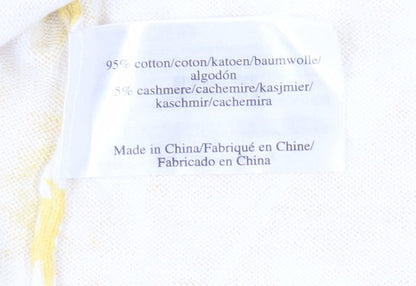 95% cotton/coton/katoen/baumwolle/
algodón
5% cashmere/cachemire/kasjmier/
kaschmir/cachemira
Made in China/Fabriqué en Chine/
Fabricado en China